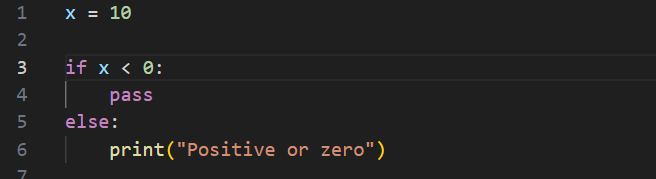 1 x = 10
2
3 if x < 0:
4     pass
5 else:
6     print("Positive or zero")
7